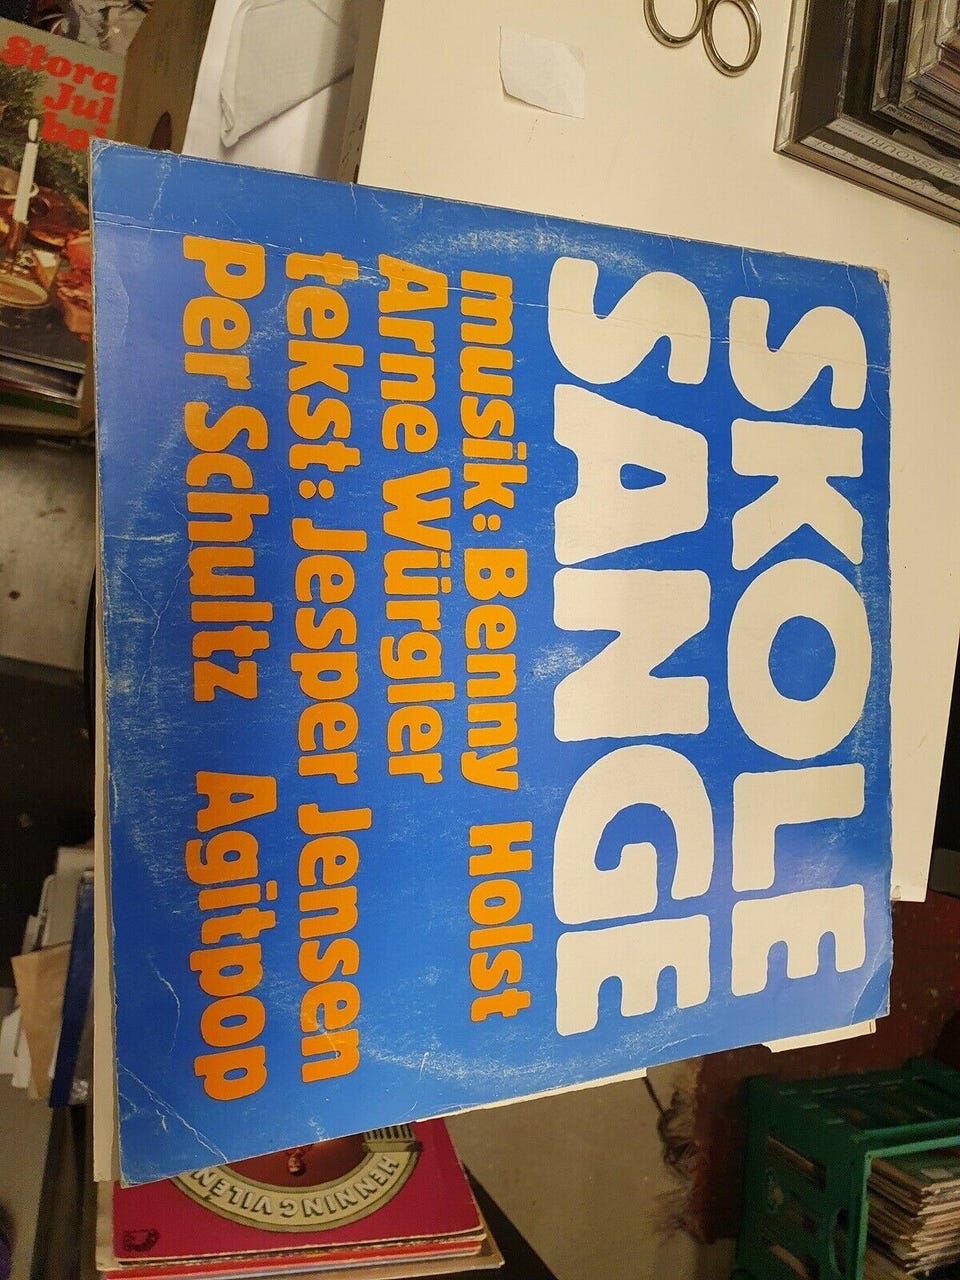 SKOLE
SANGE
musik: Benny Holst
Arne Würgler
tekst: Jesper Jensen
Per Schultz Agitpop
Stora
Jul
HENNING VILEN